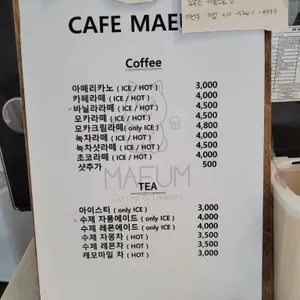 CAFE MAEUM
Coffee
아메리카노 ( ICE / HOT ) 3,000
카페라떼 ( ICE / HOT ) 4,000
바닐라라떼 ( ICE / HOT ) 4,500
모카라떼 ( ICE / HOT ) 4,500
모카크림라떼 ( only ICE ) 4,800
녹차라떼 ( ICE / HOT ) 4,000
녹차샷라떼 ( ICE / HOT ) 4,500
초코라떼 ( ICE / HOT ) 4,000
샷추가 500
MAEUM
Coffee & Dessert
TEA
아이스티 ( only ICE ) 3,000
수제 자몽에이드 ( only ICE ) 4,000
수제 레몬에이드 ( only ICE ) 4,000
수제 자몽차 ( HOT ) 3,500
수제 레몬차 ( HOT ) 3,500
캐모마일 차 ( HOT ) 3,000